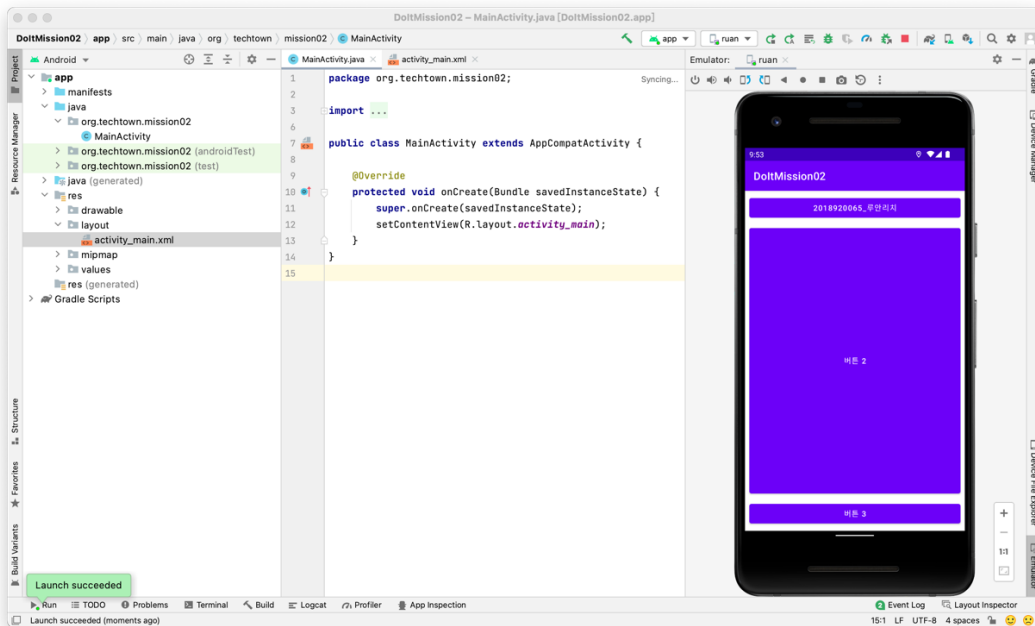 DoItMission02 – MainActivity.java [DoItMission02.app]
DoItMission02 app src main java org techtown mission02 MainActivity
app ruan
Project
Resource Manager
Structure
Favorites
Build Variants
Android
app
manifests
java
org.techtown.mission02
MainActivity
org.techtown.mission02 (androidTest)
org.techtown.mission02 (test)
java (generated)
res
drawable
layout
activity_main.xml
mipmap
values
res (generated)
Gradle Scripts
MainActivity.java activity_main.xml
Syncing...
1 package org.techtown.mission02;
2
3 import ...
6
7 public class MainActivity extends AppCompatActivity {
8
9 @Override
10 protected void onCreate(Bundle savedInstanceState) {
11 super.onCreate(savedInstanceState);
12 setContentView(R.layout.activity_main);
13 }
14 }
15
Emulator: ruan
9:53
DoItMission02
2018920065_루안리치
버튼 2
버튼 3
1:1
Gradle
Device Manager
Device File Explorer
Emulator
Launch succeeded
Run TODO Problems Terminal Build Logcat Profiler App Inspection
2 Event Log Layout Inspector
Launch succeeded (moments ago)
15:1 LF UTF-8 4 spaces